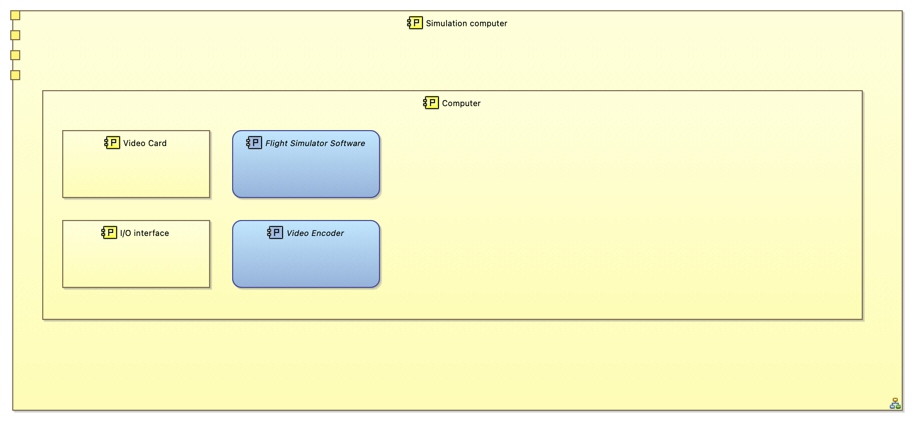 P Simulation computer
P Computer
P Video Card
P Flight Simulator Software
P I/O interface
P Video Encoder